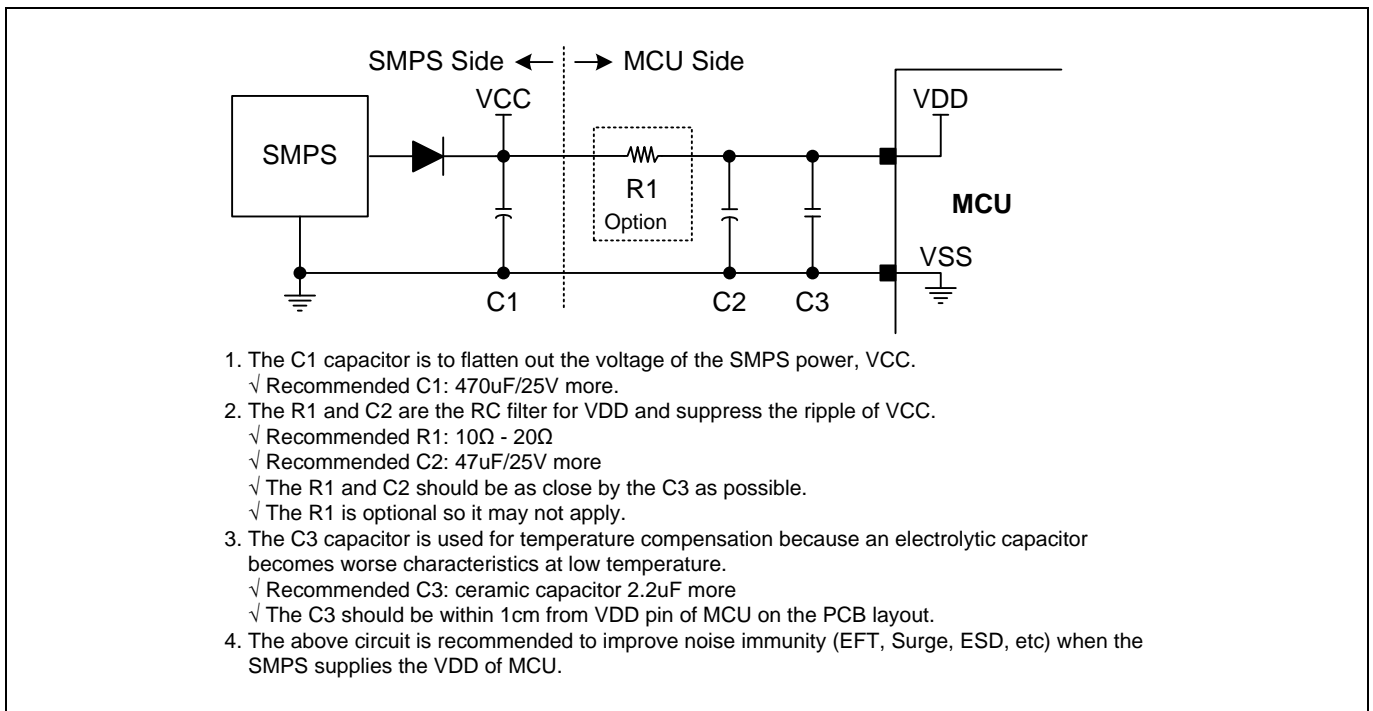 SMPS Side
MCU Side
VCC
VDD
SMPS
R1
Option
MCU
VSS
C1
C2
C3
1. The C1 capacitor is to flatten out the voltage of the SMPS power, VCC.
√ Recommended C1: 470uF/25V more.
2. The R1 and C2 are the RC filter for VDD and suppress the ripple of VCC.
√ Recommended R1: 10Ω - 20Ω
√ Recommended C2: 47uF/25V more
√ The R1 and C2 should be as close by the C3 as possible.
√ The R1 is optional so it may not apply.
3. The C3 capacitor is used for temperature compensation because an electrolytic capacitor
becomes worse characteristics at low temperature.
√ Recommended C3: ceramic capacitor 2.2uF more
√ The C3 should be within 1cm from VDD pin of MCU on the PCB layout.
4. The above circuit is recommended to improve noise immunity (EFT, Surge, ESD, etc) when the
SMPS supplies the VDD of MCU.